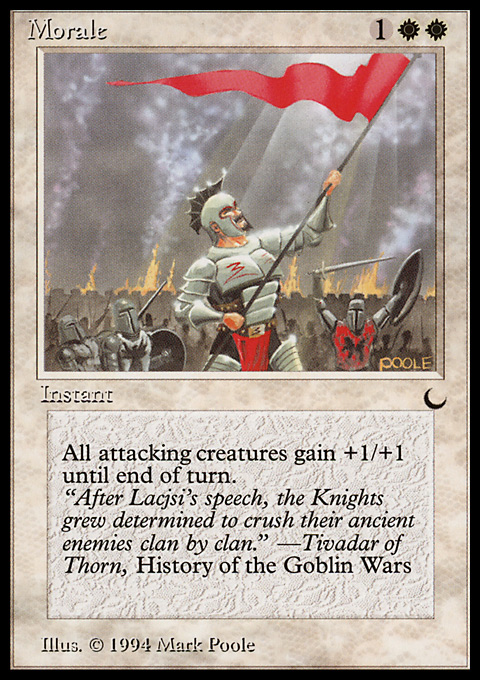 Morale 1
POOLE
Instant
All attacking creatures gain +1/+1
until end of turn.
“After Lacjsi’s speech, the Knights
grew determined to crush their ancient
enemies clan by clan.” —Tivadar of
Thorn, History of the Goblin Wars
Illus. © 1994 Mark Poole